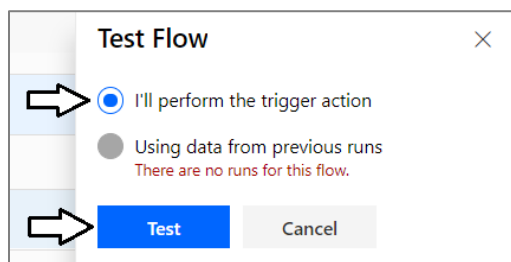 Test Flow
I'll perform the trigger action
Using data from previous runs
There are no runs for this flow.
Test
Cancel